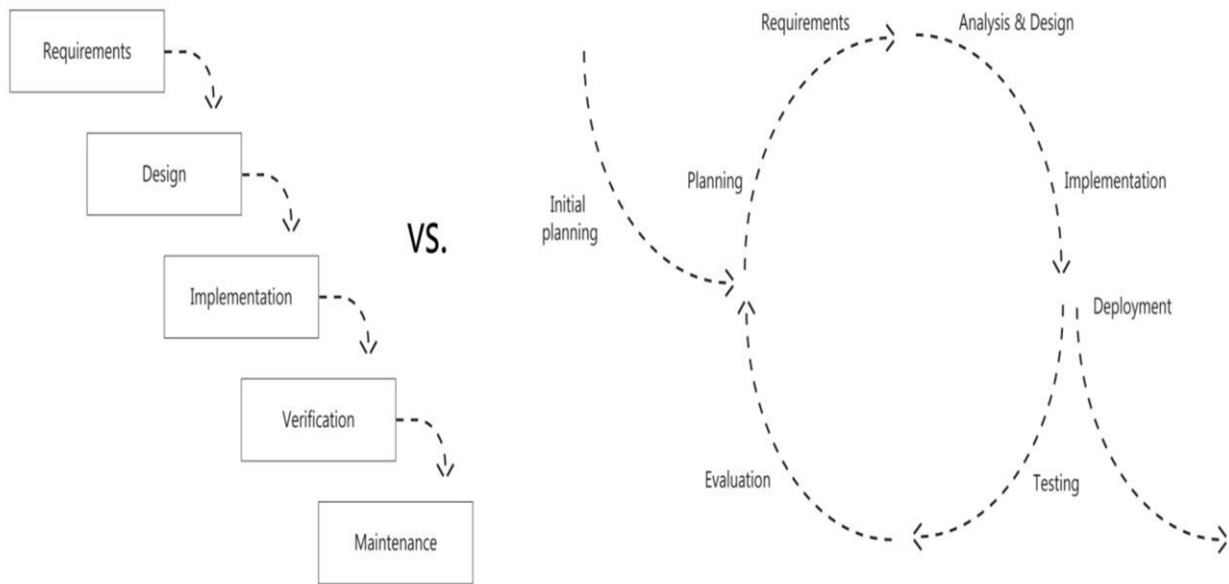 Requirements
Design
Implementation
Verification
Maintenance
VS.
Initial
planning
Planning
Requirements
Analysis & Design
Implementation
Deployment
Testing
Evaluation